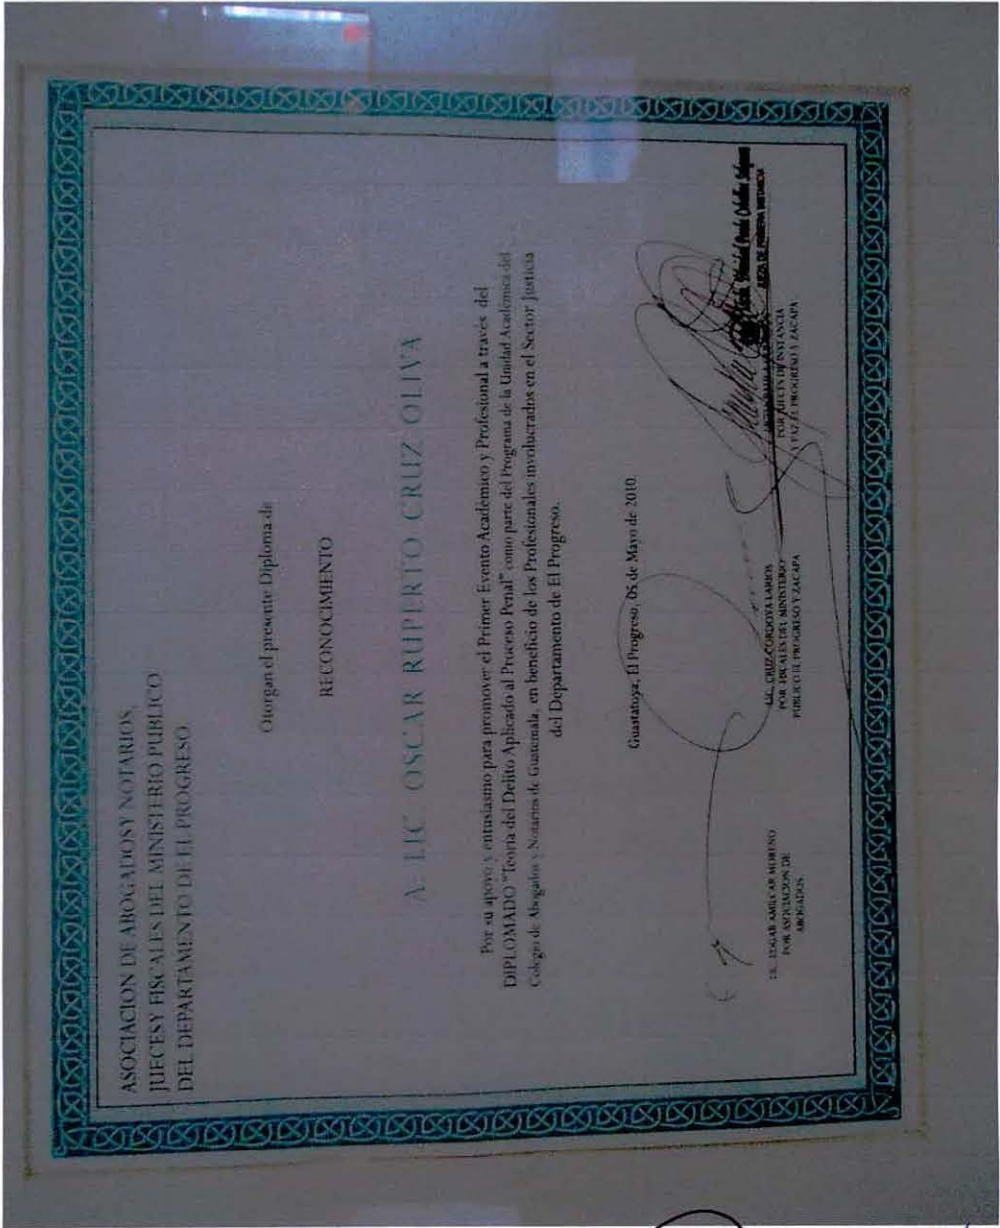 ASOCIACION DE ABOGADOS Y NOTARIOS,
JUECES Y FISCALES DEL MINISTERIO PUBLICO
DEL DEPARTAMENTO DE EL PROGRESO
Otorgan el presente Diploma de
RECONOCIMIENTO
A: LIC OSCAR RUPERTO CRUZ OLIVA
Por su apoyo y entusiasmo para promover el Primer Evento Académico y Profesional a través del
DIPLOMADO "Teoría del Delito Aplicado al Proceso Penal" como parte del Programa de la Unidad Académica del
Colegio de Abogados y Notarios de Guatemala, en beneficio de los Profesionales involucrados en el Sector Justicia
del Departamento de El Progreso.
Guastatoya, El Progreso, 05 de Mayo de 2010.
LIC. EDGAR AMILCAR MORENO
POR ASOCIACION DE
ABOGADOS
LIC. CRUZ CORDOVA LARIOS
POR FISCALES DEL MINISTERIO
PUBLICO EL PROGRESO Y ZACAPA
JUEZA DE PRIMERA INSTANCIA
POR JUECES DE INSTANCIA
Y PAZ EL PROGRESO Y ZACAPA